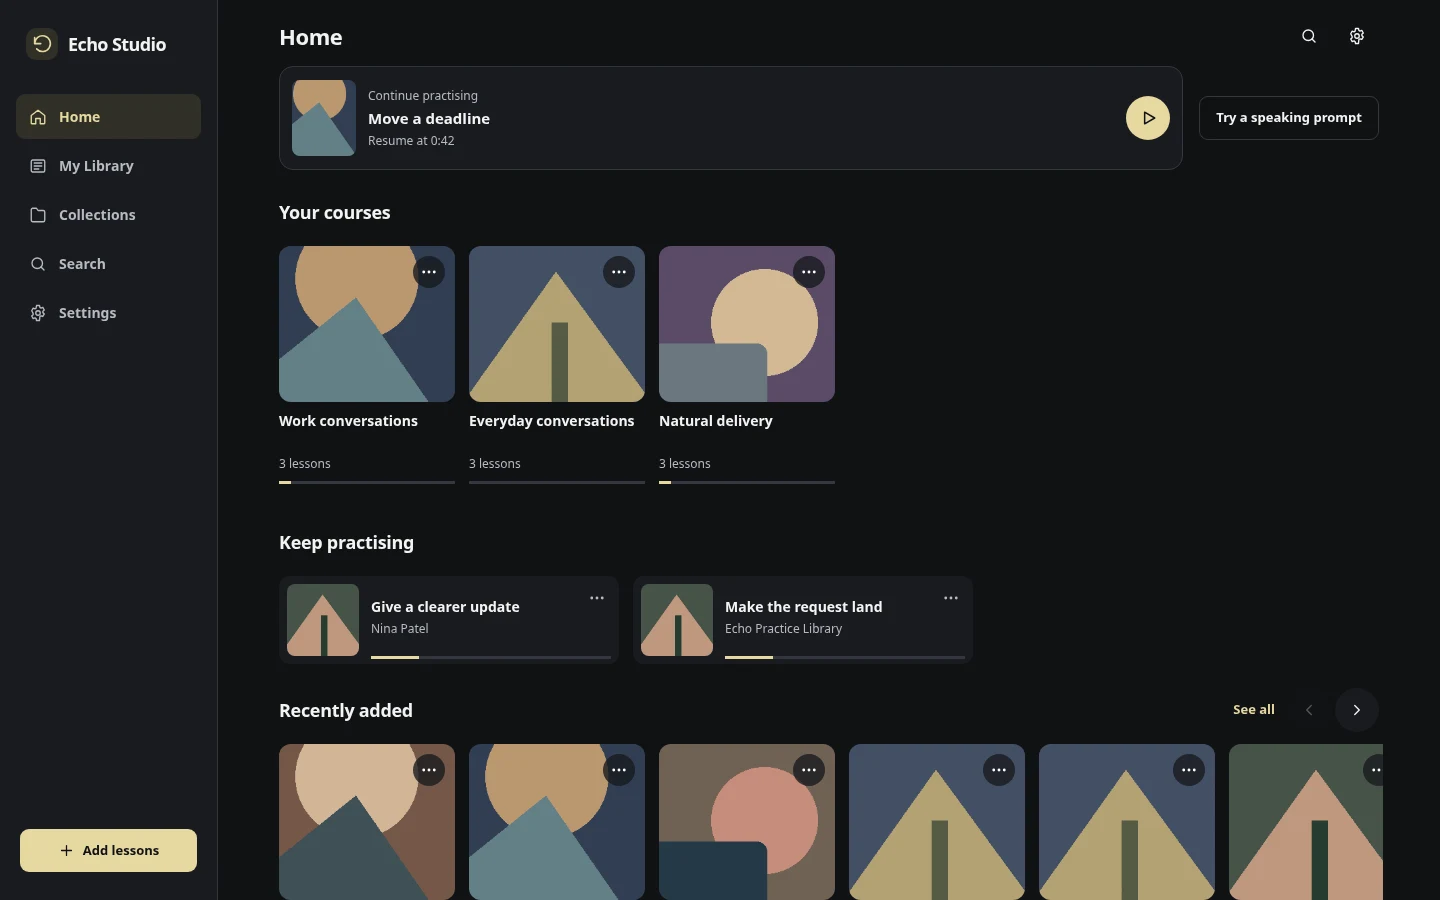 Echo Studio
Home
My Library
Collections
Search
Settings
Add lessons
Home
Continue practising
Move a deadline
Resume at 0:42
Try a speaking prompt
Your courses
Work conversations
3 lessons
Everyday conversations
3 lessons
Natural delivery
3 lessons
Keep practising
Give a clearer update
Nina Patel
Make the request land
Echo Practice Library
Recently added
See all